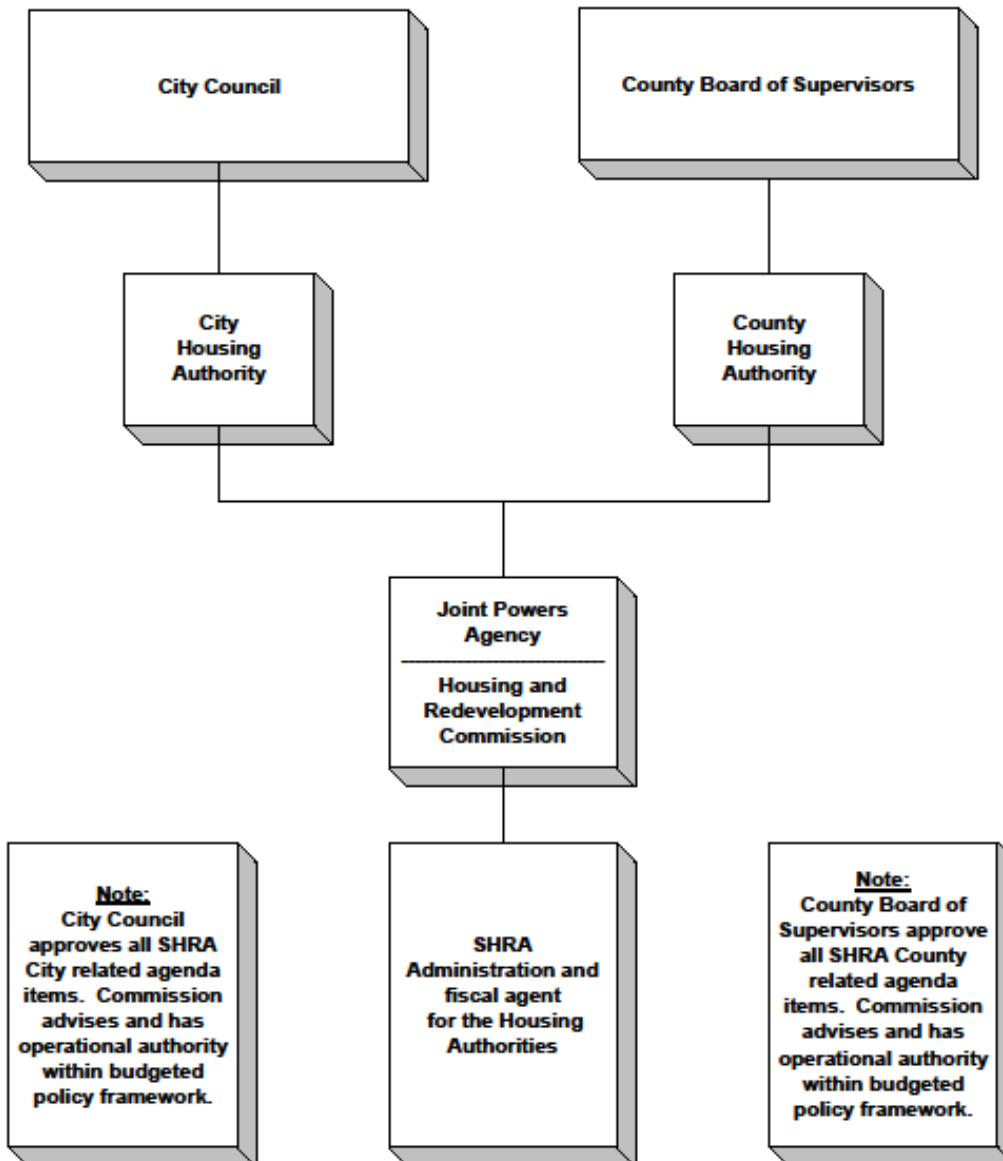 City Council
County Board of Supervisors
City
Housing
Authority
County
Housing
Authority
Joint Powers
Agency
Housing and
Redevelopment
Commission
Note:
City Council
approves all SHRA
City related agenda
items. Commission
advises and has
operational authority
within budgeted
policy framework.
SHRA
Administration and
fiscal agent
for the Housing
Authorities
Note:
County Board of
Supervisors approve
all SHRA County
related agenda
items. Commission
advises and has
operational authority
within budgeted
policy framework.